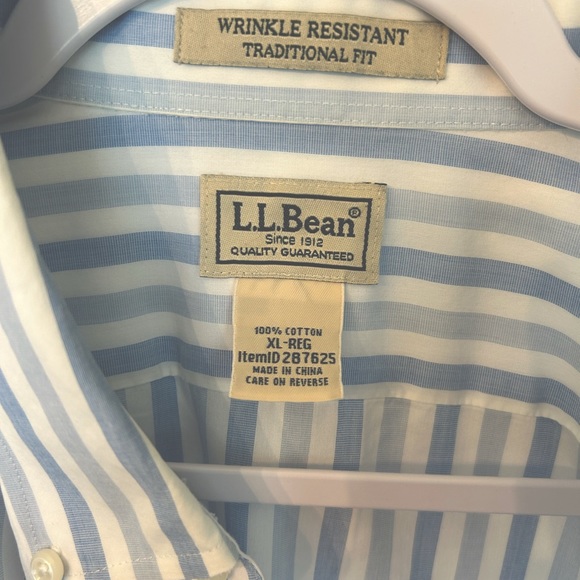 WRINKLE RESISTANT
TRADITIONAL FIT
L.L.Bean®
Since 1912
QUALITY GUARANTEED
100% COTTON
XL-REG
ItemID 287625
MADE IN CHINA
CARE ON REVERSE